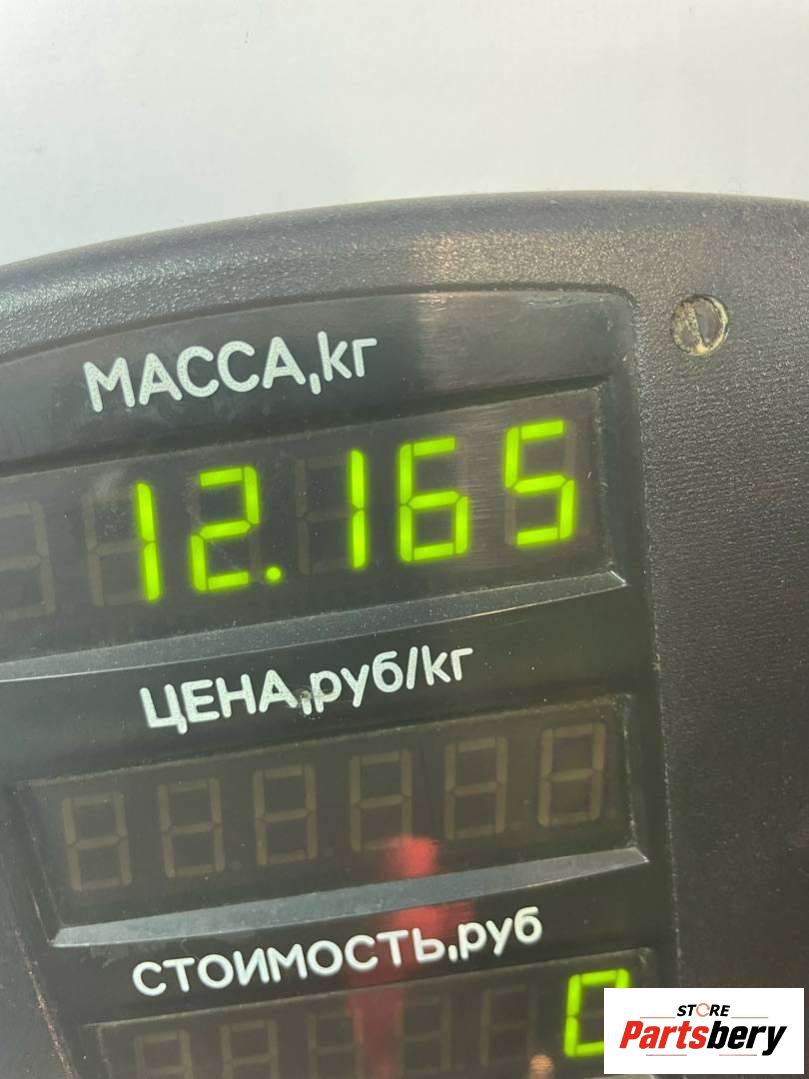 МАССА,кг
12.165
ЦЕНА,руб/кг
СТОИМОСТЬ,руб
0
STORE
Partsbery